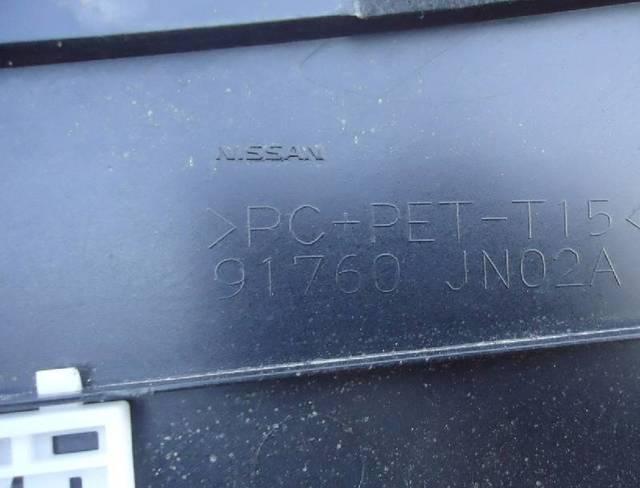 NISSAN
>PC+PET-T15<
91760 JN02A